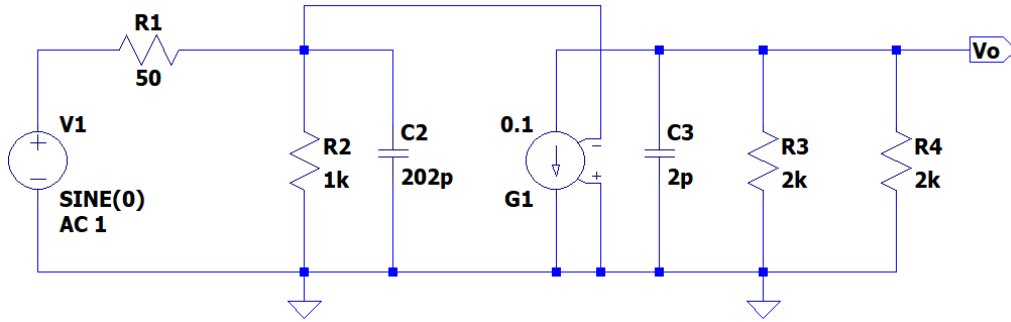 R1
50
V1
+
−
SINE(0)
AC 1
R2
1k
C2
202p
0.1
G1
−
+
C3
2p
R3
2k
R4
2k
Vo